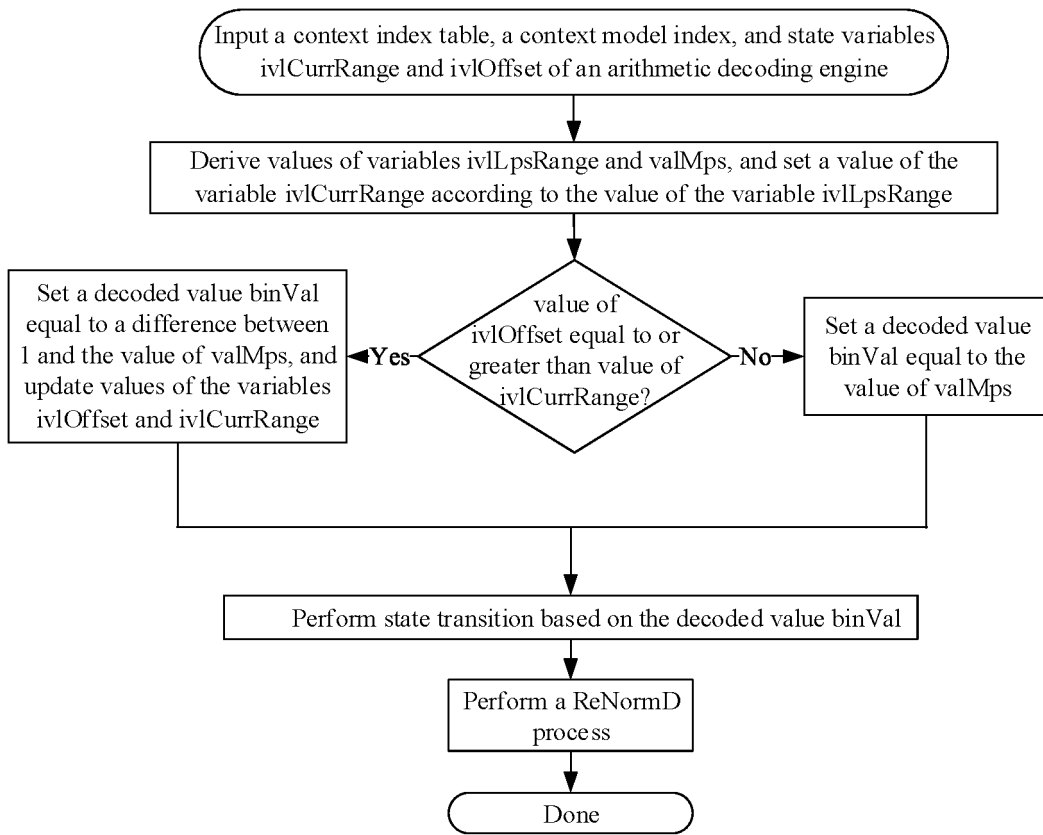 Input a context index table, a context model index, and state variables
ivlCurrRange and ivlOffset of an arithmetic decoding engine
Derive values of variables ivlLpsRange and valMps, and set a value of the
variable ivlCurrRange according to the value of the variable ivlLpsRange
Set a decoded value binVal
equal to a difference between
1 and the value of valMps, and
update values of the variables
ivlOffset and ivlCurrRange
Yes
value of
ivlOffset equal to or
greater than value of
ivlCurrRange?
No
Set a decoded value
binVal equal to the
value of valMps
Perform state transition based on the decoded value binVal
Perform a ReNormD
process
Done